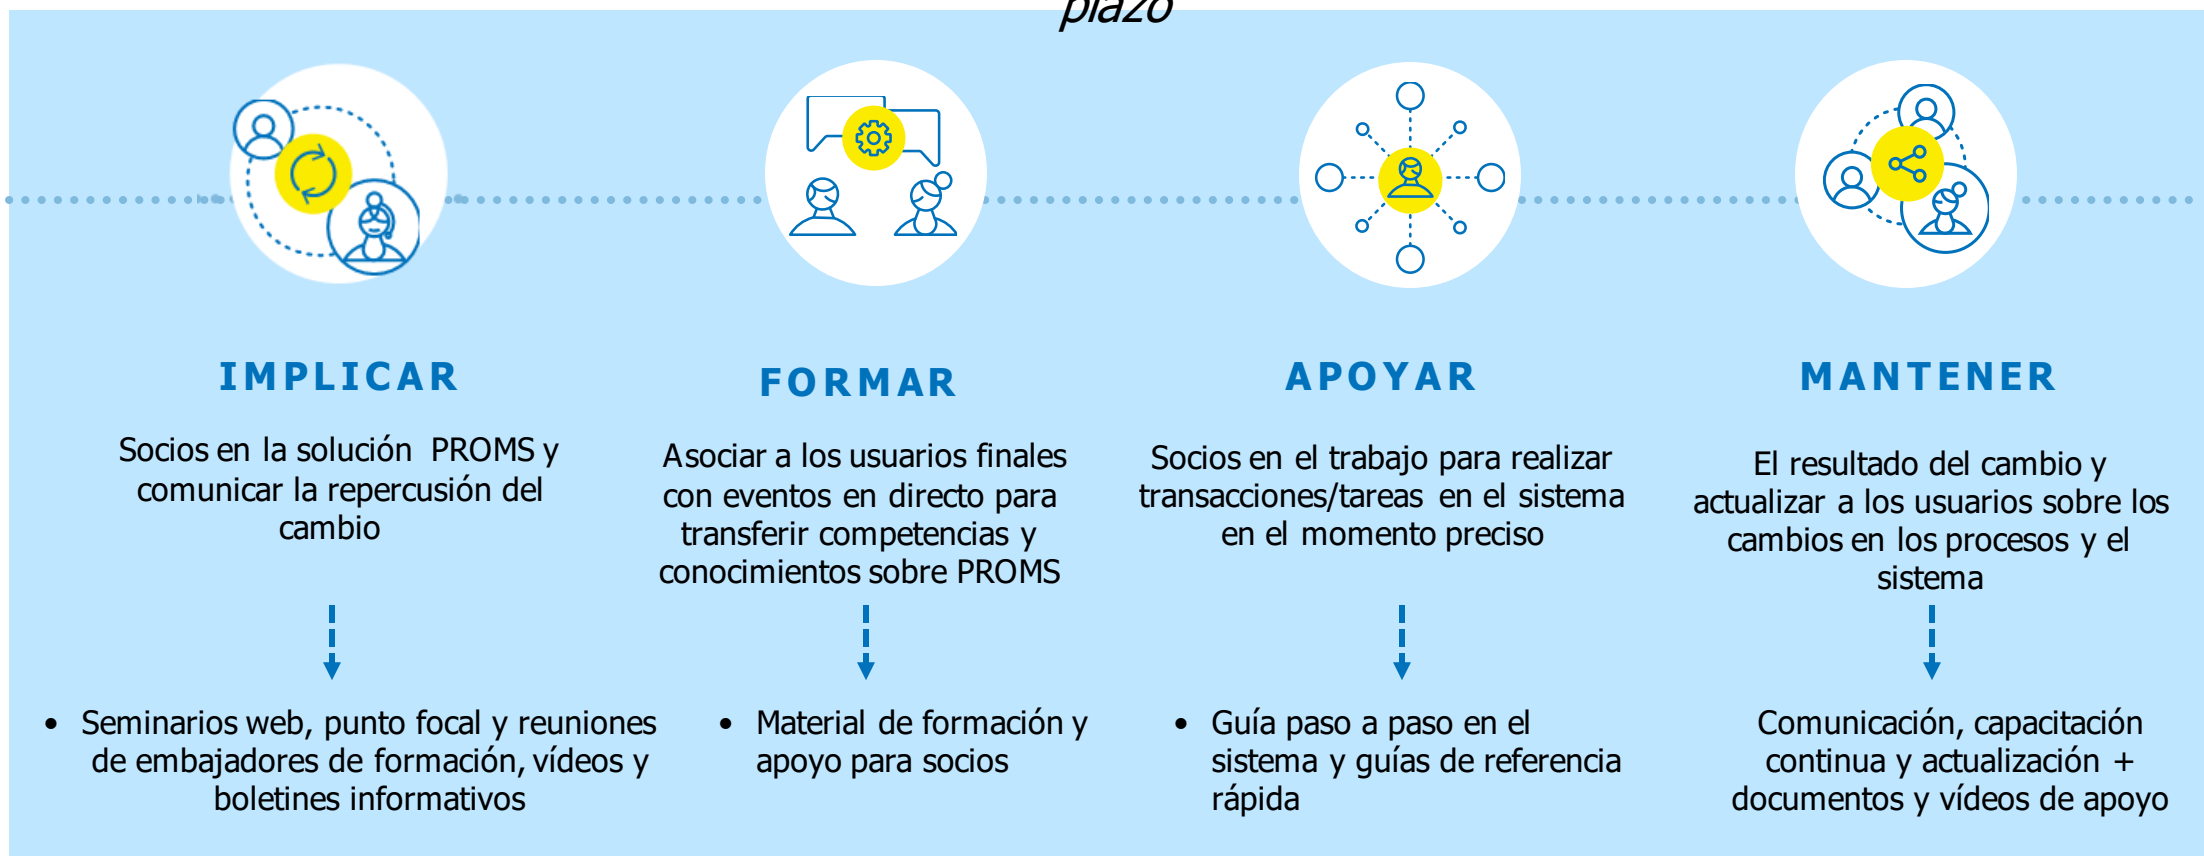 plazo
IMPLICAR
Socios en la solución PROMS y
comunicar la repercusión del
cambio
• Seminarios web, punto focal y reuniones
de embajadores de formación, vídeos y
boletines informativos
FORMAR
Asociar a los usuarios finales
con eventos en directo para
transferir competencias y
conocimientos sobre PROMS
• Material de formación y
apoyo para socios
APOYAR
Socios en el trabajo para realizar
transacciones/tareas en el sistema
en el momento preciso
• Guía paso a paso en el
sistema y guías de referencia
rápida
MANTENER
El resultado del cambio y
actualizar a los usuarios sobre los
cambios en los procesos y el
sistema
Comunicación, capacitación
continua y actualización +
documentos y vídeos de apoyo